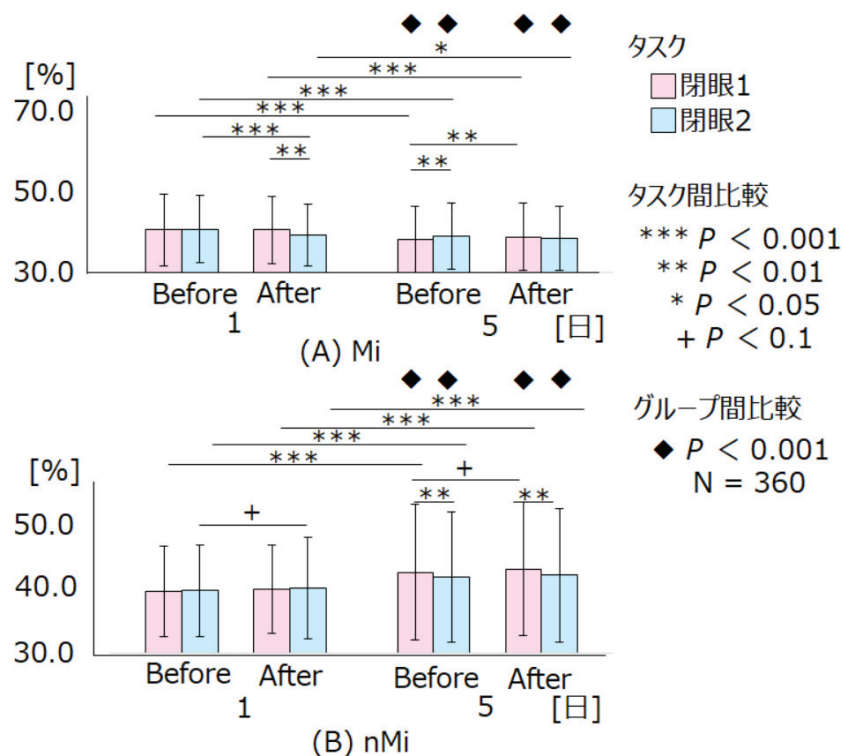 ◆ ◆ ◆ ◆
*
***
***
***
***
**
**
**
[%]
70.0
50.0
30.0
Before After Before After
1 5 [日]
(A) Mi
タスク
閉眼1
閉眼2
タスク間比較
*** P < 0.001
** P < 0.01
* P < 0.05
+ P < 0.1
グループ間比較
◆ P < 0.001
N = 360
◆ ◆ ◆ ◆
***
***
***
***
+
+
**
**
[%]
50.0
40.0
30.0
Before After Before After
1 5 [日]
(B) nMi